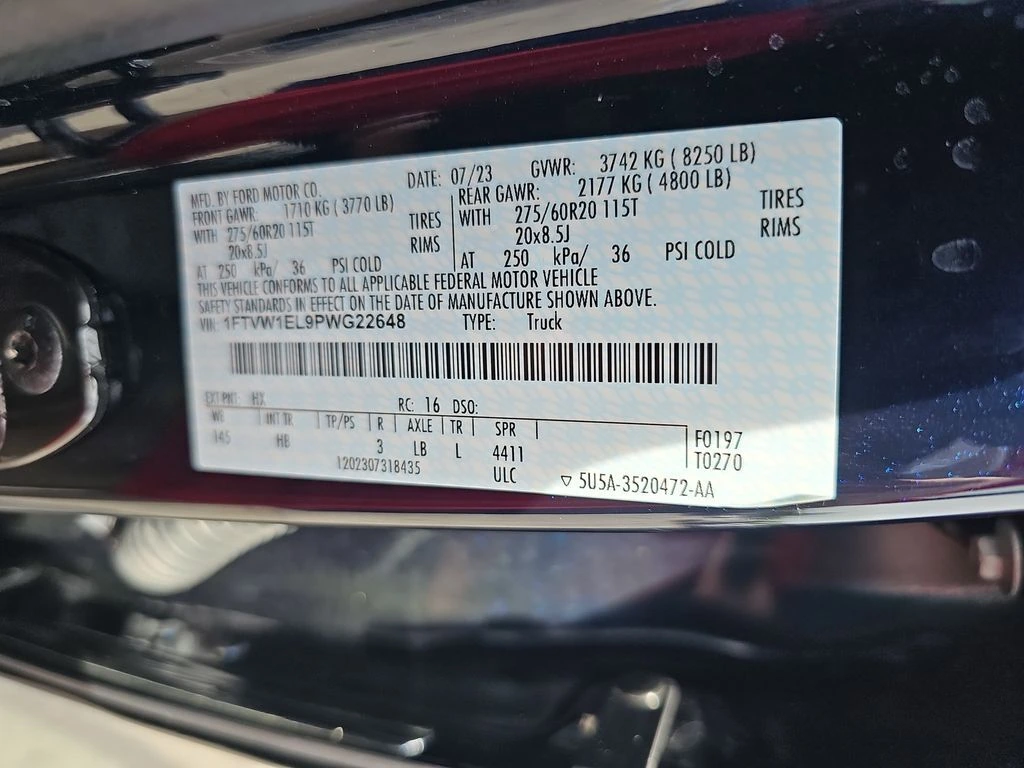 MFD. BY FORD MOTOR CO. DATE: 07/23 GVWR: 3742 KG ( 8250 LB)
FRONT GAWR: 1710 KG ( 3770 LB) REAR GAWR: 2177 KG ( 4800 LB)
WITH 275/60R20 115T TIRES WITH 275/60R20 115T TIRES
20x8.5J RIMS 20x8.5J RIMS
AT 250 kPa/ 36 PSI COLD AT 250 kPa/ 36 PSI COLD
THIS VEHICLE CONFORMS TO ALL APPLICABLE FEDERAL MOTOR VEHICLE
SAFETY STANDARDS IN EFFECT ON THE DATE OF MANUFACTURE SHOWN ABOVE.
VIN: 1FTVW1EL9PWG22648 TYPE: Truck
EXT PNT: HX RC: 16 DSO:
WB INT TR TP/PS R AXLE TR SPR
145 HB 3 LB L 4411 F0197
1202307318435 ULC T0270
▽ 5U5A-3520472-AA